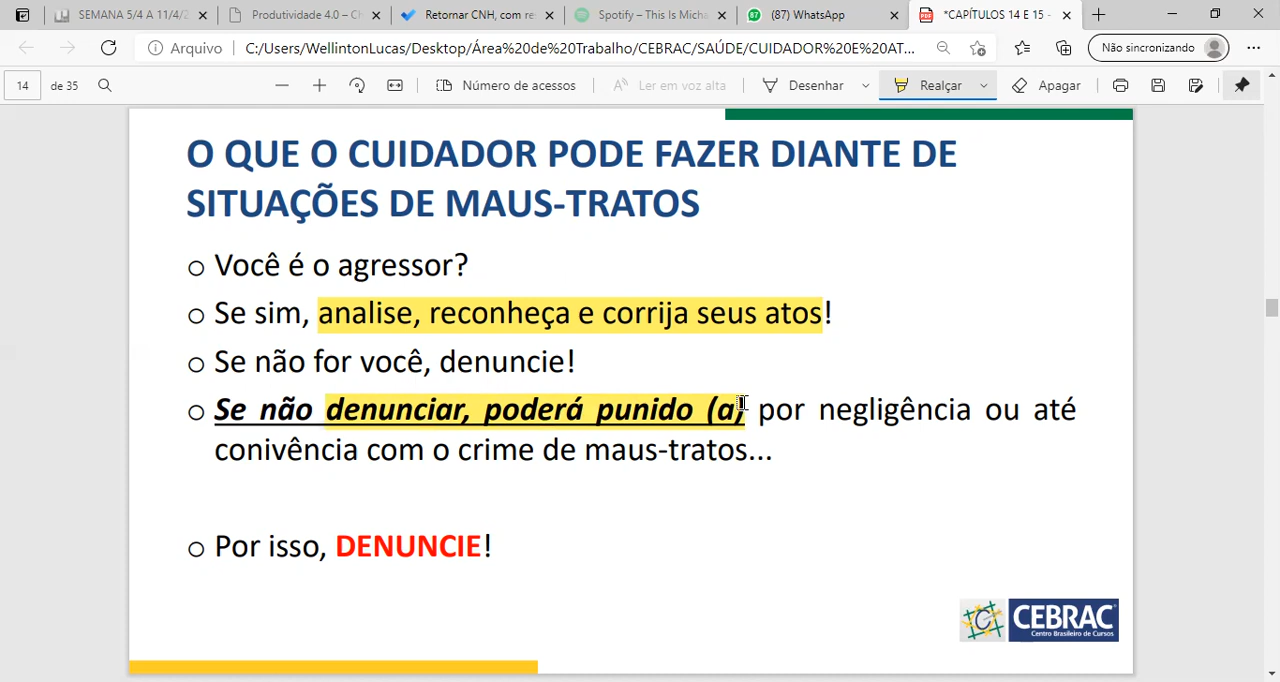 SEMANA 5/4 A 11/4/2
Produtividade 4.0 – C
Retornar CNH, com re
Spotify – This Is Micha
(87) WhatsApp
*CAPÍTULOS 14 E 15 -
Arquivo
C:/Users/WellintonLucas/Desktop/Área%20de%20Trabalho/CEBRAC/SAÚDE/CUIDADOR%20E%20AT...
Não sincronizando
14
de 35
Número de acessos
Ler em voz alta
Desenhar
Realçar
Apagar
O QUE O CUIDADOR PODE FAZER DIANTE DE
SITUAÇÕES DE MAUS-TRATOS
Você é o agressor?
Se sim, analise, reconheça e corrija seus atos!
Se não for você, denuncie!
Se não denunciar, poderá punido (a) por negligência ou até
conivência com o crime de maus-tratos...
Por isso, DENUNCIE!
CEBRAC
Centro Brasileiro de Cursos